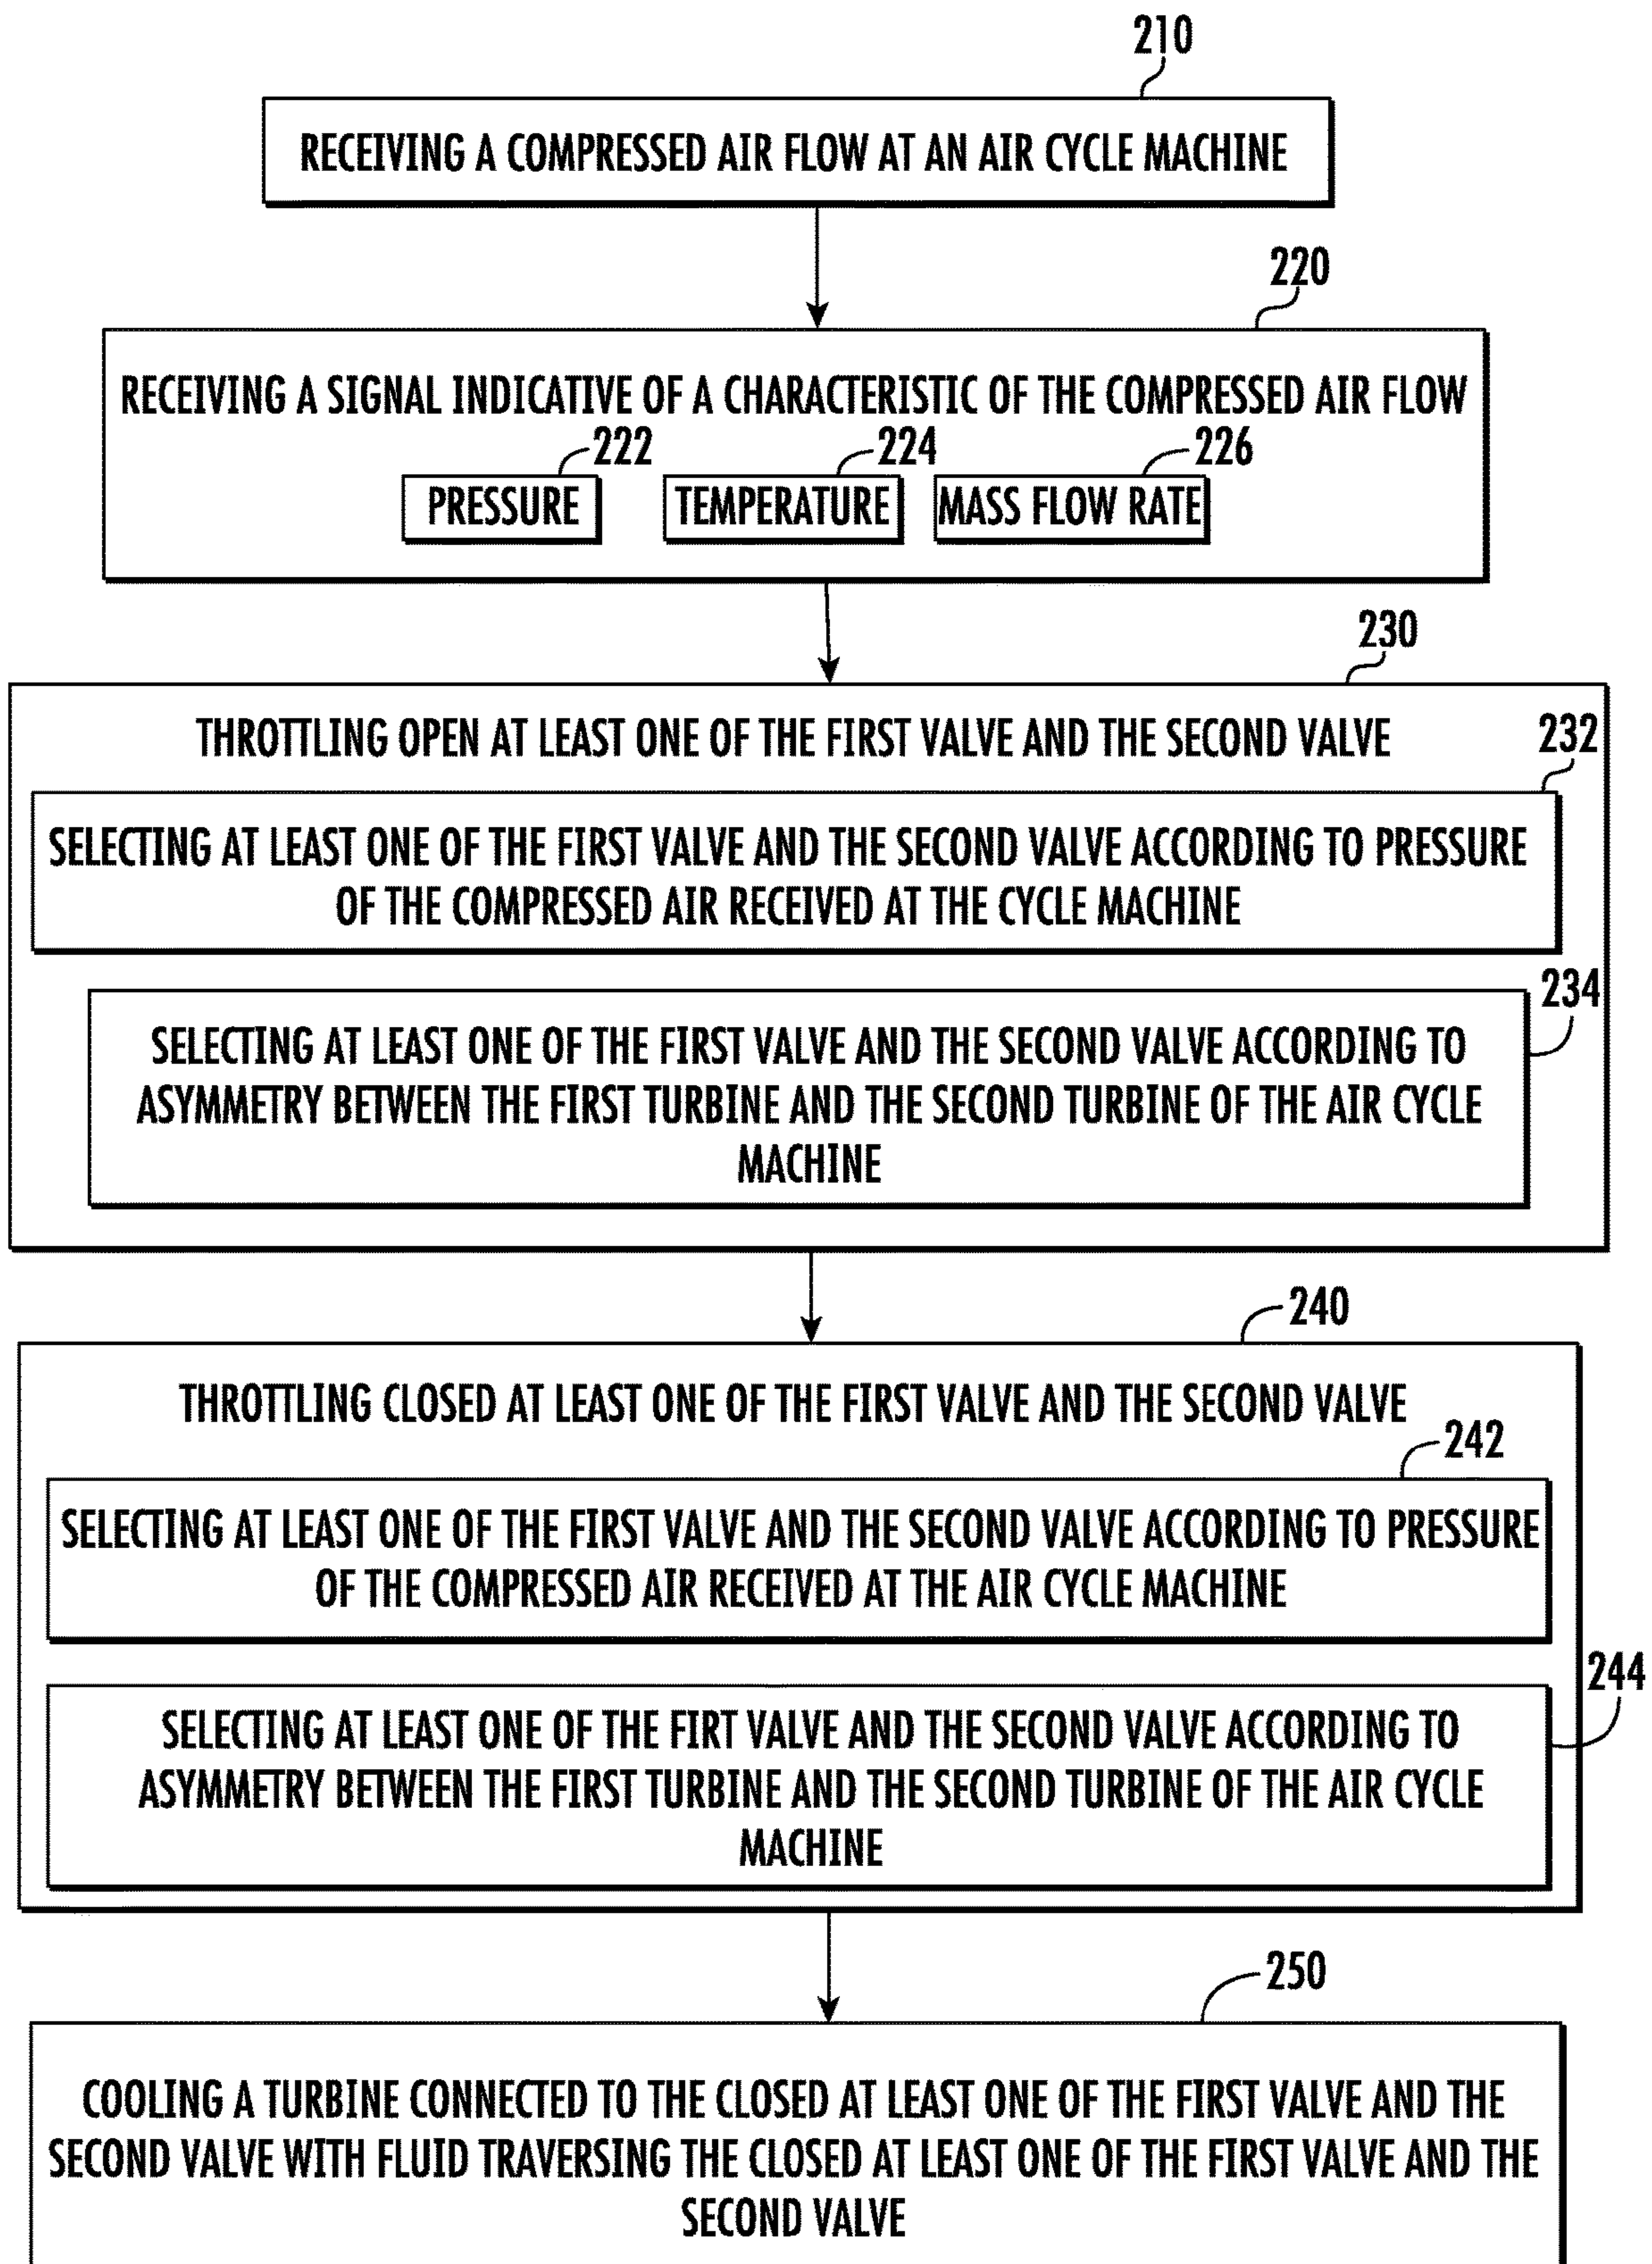 210
RECEIVING A COMPRESSED AIR FLOW AT AN AIR CYCLE MACHINE
220
RECEIVING A SIGNAL INDICATIVE OF A CHARACTERISTIC OF THE COMPRESSED AIR FLOW
222
224
226
PRESSURE
TEMPERATURE
MASS FLOW RATE
230
THROTTLING OPEN AT LEAST ONE OF THE FIRST VALVE AND THE SECOND VALVE
232
SELECTING AT LEAST ONE OF THE FIRST VALVE AND THE SECOND VALVE ACCORDING TO PRESSURE
OF THE COMPRESSED AIR RECEIVED AT THE CYCLE MACHINE
234
SELECTING AT LEAST ONE OF THE FIRST VALVE AND THE SECOND VALVE ACCORDING TO
ASYMMETRY BETWEEN THE FIRST TURBINE AND THE SECOND TURBINE OF THE AIR CYCLE
MACHINE
240
THROTTLING CLOSED AT LEAST ONE OF THE FIRST VALVE AND THE SECOND VALVE
242
SELECTING AT LEAST ONE OF THE FIRST VALVE AND THE SECOND VALVE ACCORDING TO PRESSURE
OF THE COMPRESSED AIR RECEIVED AT THE AIR CYCLE MACHINE
244
SELECTING AT LEAST ONE OF THE FIRT VALVE AND THE SECOND VALVE ACCORDING TO
ASYMMETRY BETWEEN THE FIRST TURBINE AND THE SECOND TURBINE OF THE AIR CYCLE
MACHINE
250
COOLING A TURBINE CONNECTED TO THE CLOSED AT LEAST ONE OF THE FIRST VALVE AND THE
SECOND VALVE WITH FLUID TRAVERSING THE CLOSED AT LEAST ONE OF THE FIRST VALVE AND THE
SECOND VALVE